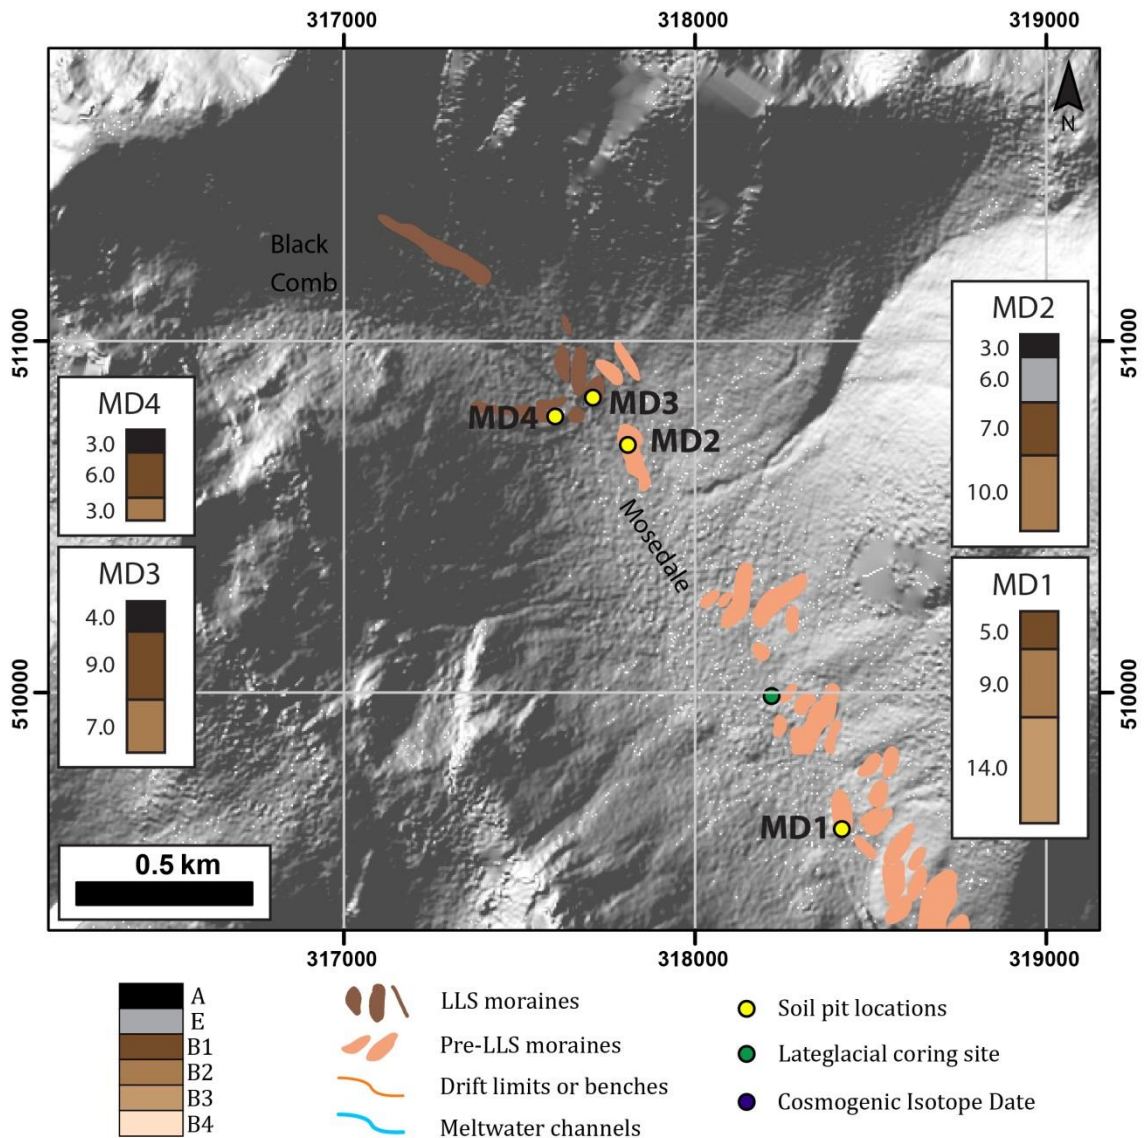 317000
318000
319000
N
Black
Comb
511000
511000
MD2
3.0
6.0
7.0
10.0
MD4
3.0
6.0
3.0
MD4
MD3
MD2
Mosedale
MD3
4.0
9.0
7.0
MD1
5.0
9.0
14.0
510000
510000
MD1
0.5 km
317000
318000
319000
A
E
B1
B2
B3
B4
LLS moraines
Pre-LLS moraines
Drift limits or benches
Meltwater channels
Soil pit locations
Lateglacial coring site
Cosmogenic Isotope Date